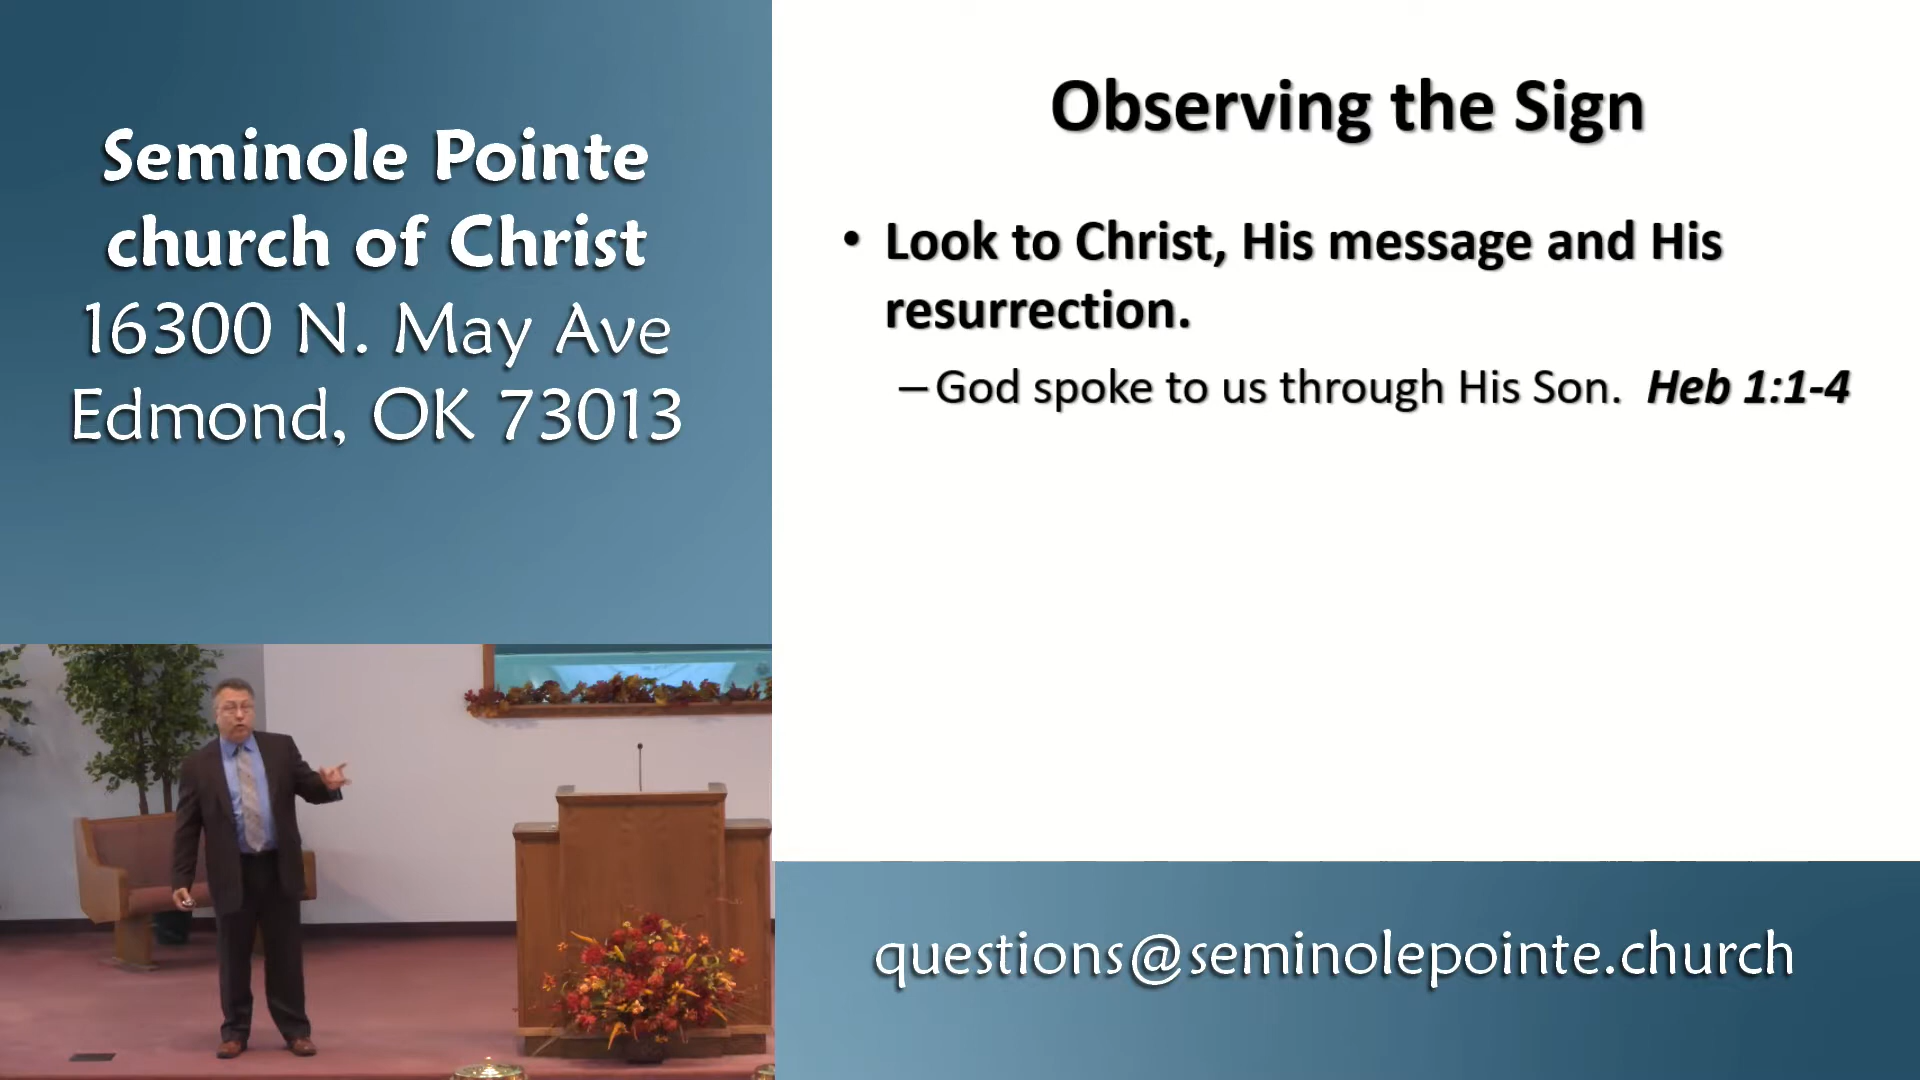 Seminole Pointe
church of Christ
16300 N. May Ave
Edmond, OK 73013
Observing the Sign
• Look to Christ, His message and His
resurrection.
– God spoke to us through His Son. Heb 1:1-4
questions@seminolepointe.church